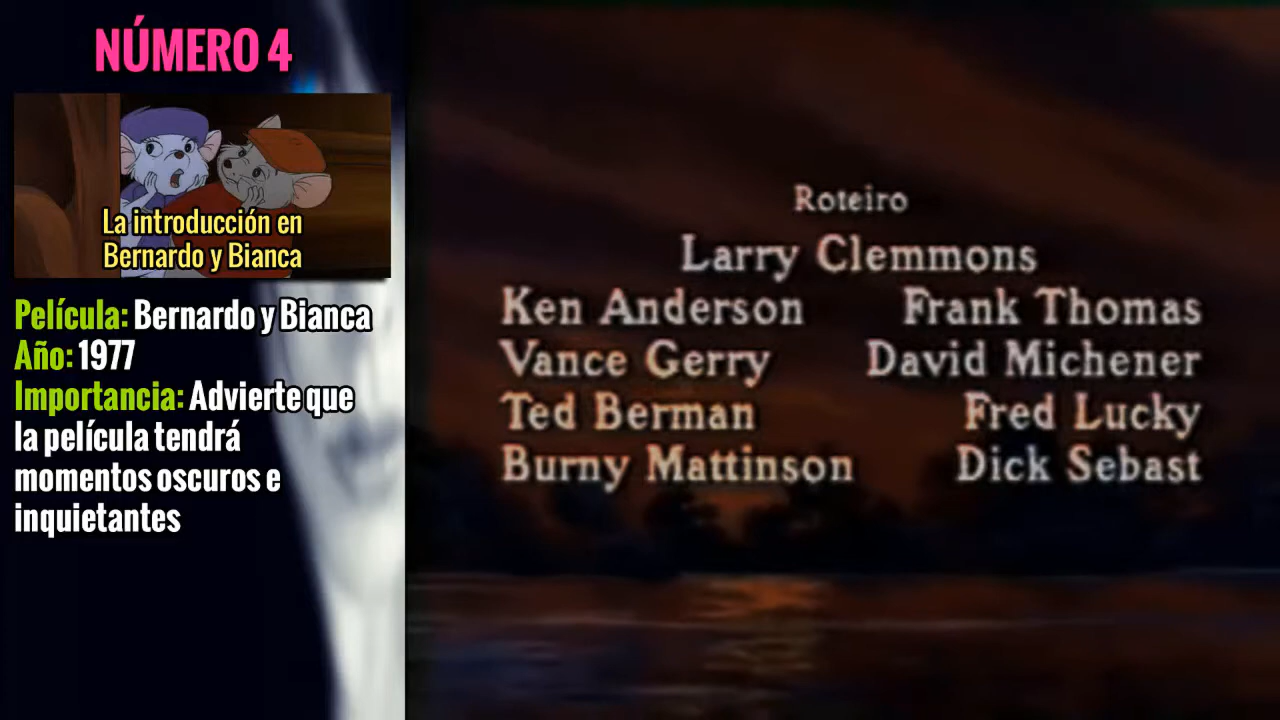 NÚMERO 4
La introducción en
Bernardo y Bianca
Película: Bernardo y Bianca
Año: 1977
Importancia: Advierte que
la película tendrá
momentos oscuros e
inquietantes
Roteiro
Larry Clemmons
Ken Anderson Frank Thomas
Vance Gerry David Michener
Ted Berman Fred Lucky
Burny Mattinson Dick Sebast